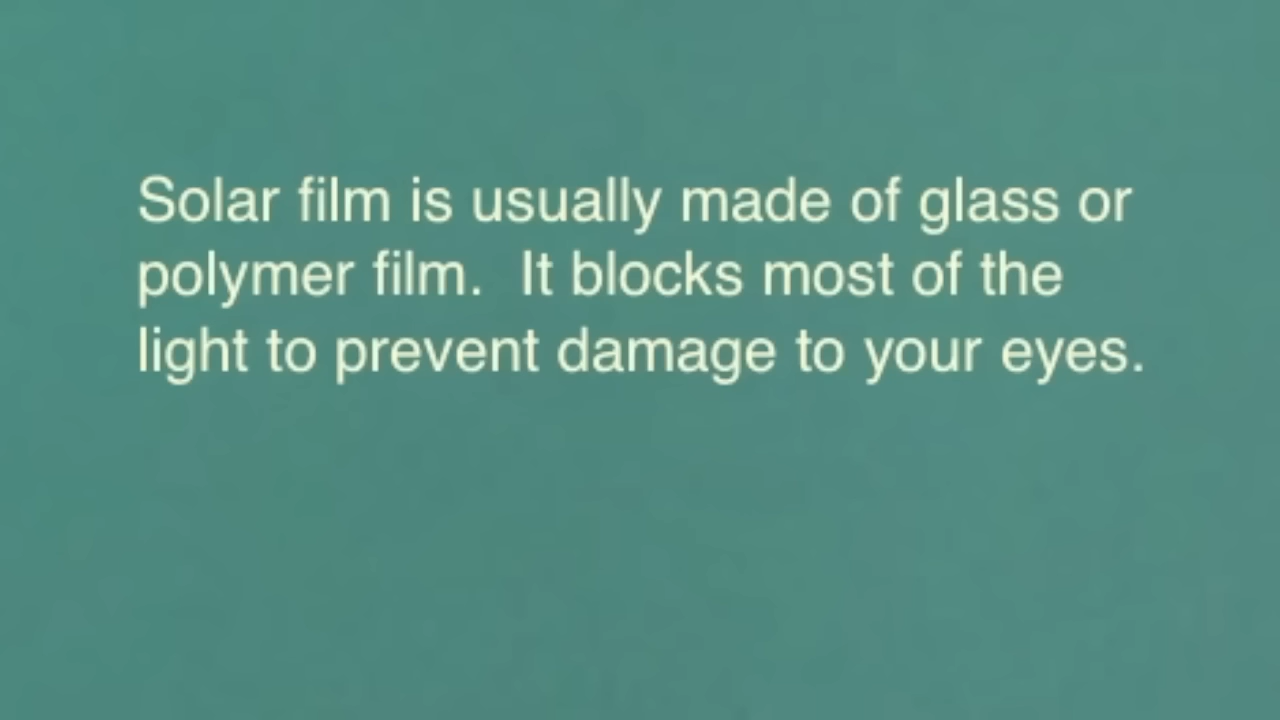 Solar film is usually made of glass or
polymer film.  It blocks most of the
light to prevent damage to your eyes.